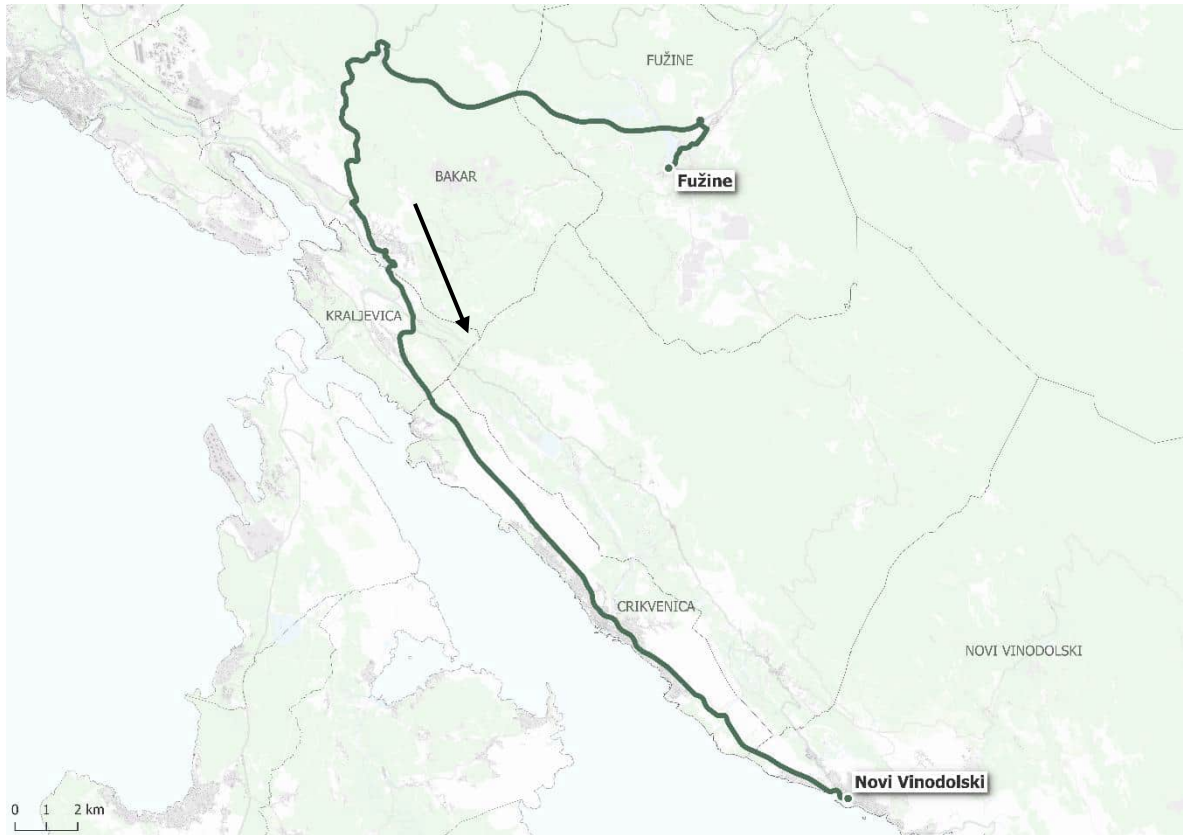 FUŽINE
Fužine
BAKAR
KRALJEVICA
CRIKVENICA
NOVI VINODOLSKI
Novi Vinodolski
0 1 2 km